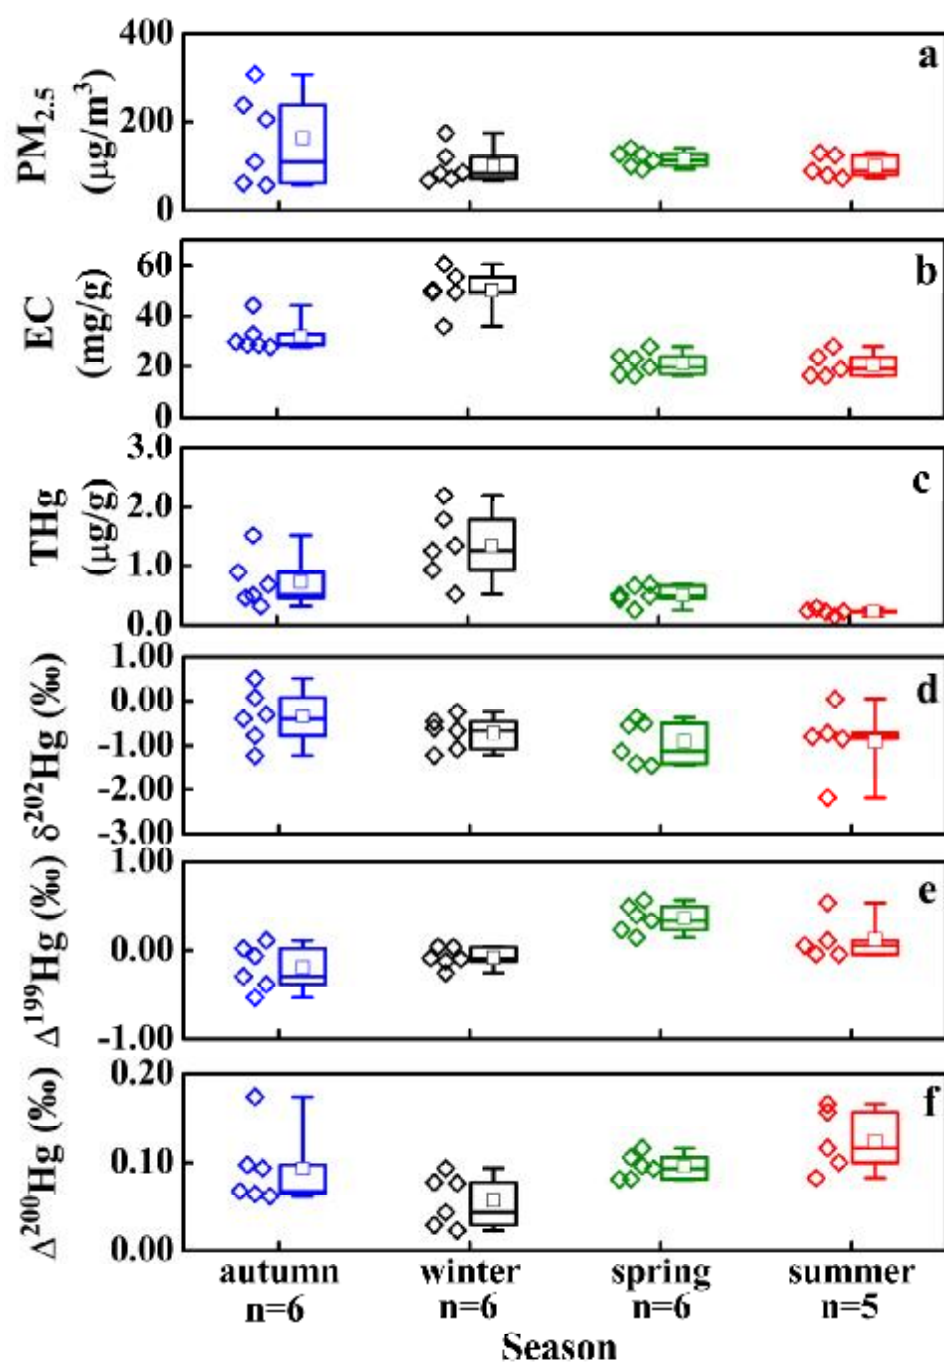 a
PM2.5
(μg/m³)
400
200
0
b
EC
(mg/g)
60
40
20
0
c
THg
(μg/g)
3.0
2.0
1.0
0.0
d
δ²⁰²Hg (‰)
1.00
0.00
-1.00
-2.00
-3.00
e
Δ¹⁹⁹Hg (‰)
1.00
0.00
-1.00
f
Δ²⁰⁰Hg (‰)
0.20
0.10
0.00
autumn winter spring summer
n=6 n=6 n=6 n=5
Season